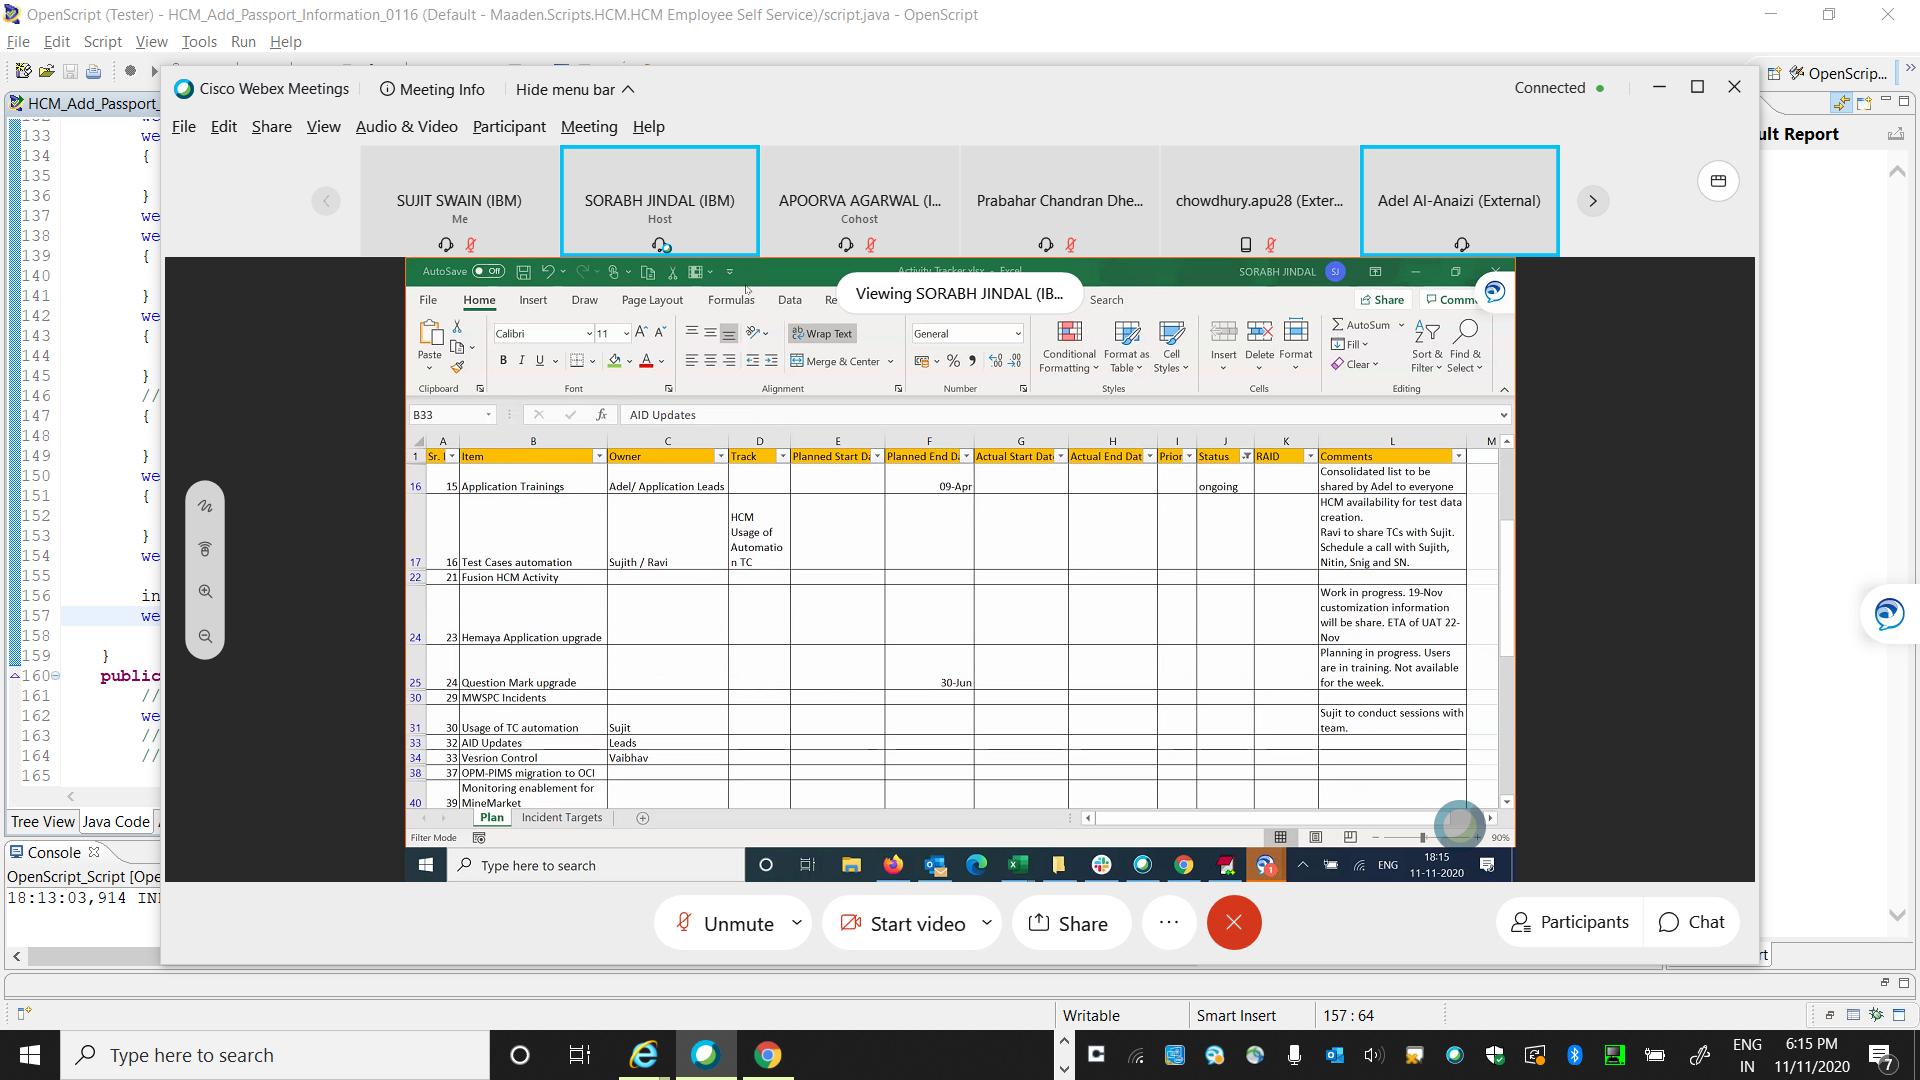 OpenScript (Tester) - HCM_Add_Passport_Information_0116 (Default - Maaden.Scripts.HCM.HCM Employee Self Service)/script.java - OpenScript
File Edit Script View Tools Run Help
OpenScrip...
HCM_Add_Passport_
ult Report
Cisco Webex Meetings Meeting Info Hide menu bar Connected
File Edit Share View Audio & Video Participant Meeting Help
SUJIT SWAIN (IBM)
Me
SORABH JINDAL (IBM)
Host
APOORVA AGARWAL (I...
Cohost
Prabahar Chandran Dhe...
chowdhury.apu28 (Exter...
Adel Al-Anaizi (External)
133 we
134 {
135
136 }
137 we
138 we
139 {
140
141 }
142 we
143 {
144
145 }
146 //
147 {
148
149 }
150 we
151 {
152
153 }
154 we
155
156 in
157 we
158
159 }
160 public
161 //
162 we
163 //
164 //
165
AutoSave Off Activity Tracker.xlsx - Excel SORABH JINDAL SJ
File Home Insert Draw Page Layout Formulas Data Re Search Share Comm
Viewing SORABH JINDAL (IB...
Paste
Clipboard
Calibri 11
B I U
Font
Wrap Text
Merge & Center
Alignment
General
Number
Conditional Formatting
Format as Table
Cell Styles
Styles
Insert Delete Format
Cells
AutoSum
Fill
Clear
Sort & Filter
Find & Select
Editing
B33 fx AID Updates
A B C D E F G H I J K L M
1 Sr. Item Owner Track Planned Start Da Planned End Da Actual Start Dat Actual End Dat Prior Status RAID Comments
16 15 Application Trainings Adel/ Application Leads 09-Apr ongoing Consolidated list to be
shared by Adel to everyone
17 16 Test Cases automation Sujith / Ravi
HCM
Usage of
Automatio
n TC
HCM availability for test data
creation.
Ravi to share TCs with Sujit.
Schedule a call with Sujith,
Nitin, Snig and SN.
22 21 Fusion HCM Activity
24 23 Hemaya Application upgrade
Work in progress. 19-Nov
customization information
will be share. ETA of UAT 22-
Nov
25 24 Question Mark upgrade 30-Jun
Planning in progress. Users
are in training. Not available
for the week.
30 29 MWSPC Incidents
31 30 Usage of TC automation Sujit
Sujit to conduct sessions with
team.
33 32 AID Updates Leads
34 33 Vesrion Control Vaibhav
38 37 OPM-PIMS migration to OCI
40 39 Monitoring enablement for
MineMarket
Plan Incident Targets
Filter Mode 90%
Type here to search ENG 18:15
11-11-2020
Tree View Java Code
Console
OpenScript_Script [Ope
18:13:03,914 INI
Unmute Start video Share Participants Chat
rt
Writable Smart Insert 157 : 64
Type here to search
ENG
IN
6:15 PM
11/11/2020
7